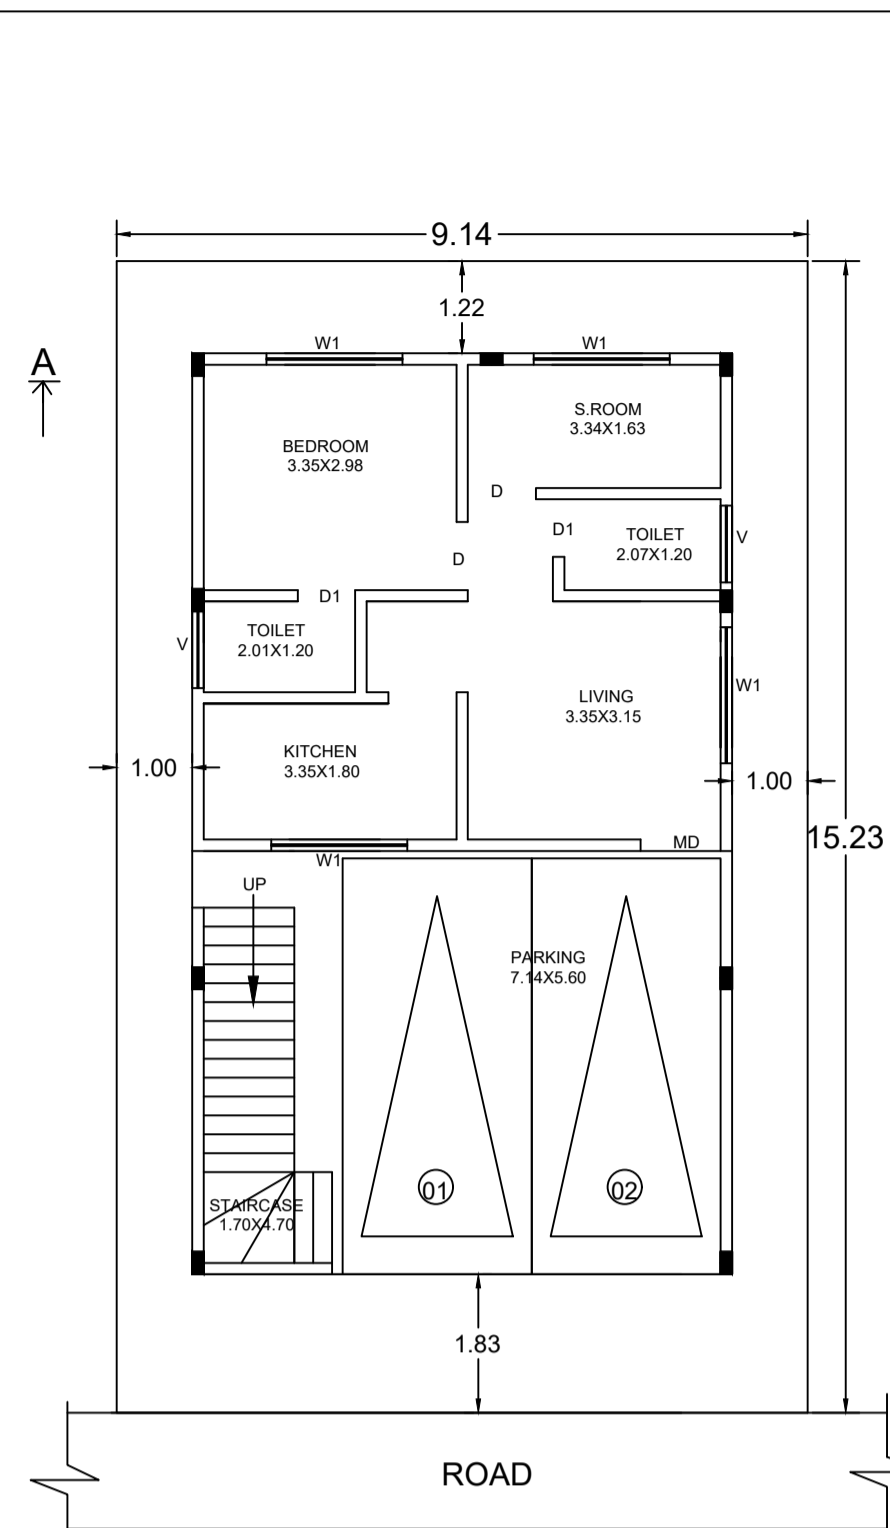 9.14
1.22
A
W1
W1
S.ROOM
3.34X1.63
BEDROOM
3.35X2.98
D
D1
TOILET
2.07X1.20
V
D
D1
TOILET
2.01X1.20
V
W1
LIVING
3.35X3.15
KITCHEN
3.35X1.80
1.00
1.00
15.23
MD
W1
UP
PARKING
7.14X5.60
01
02
STAIRCASE
1.70X4.70
1.83
ROAD